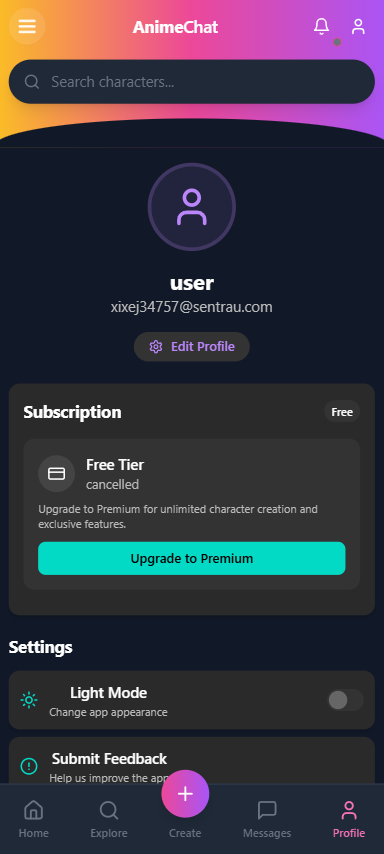 AnimeChat
Search characters...
user
xixej34757@sentrau.com
Edit Profile
Subscription
Free
Free Tier
cancelled
Upgrade to Premium for unlimited character creation and
exclusive features.
Upgrade to Premium
Settings
Light Mode
Change app appearance
Submit Feedback
Help us improve the app
Home
Explore
Create
Messages
Profile